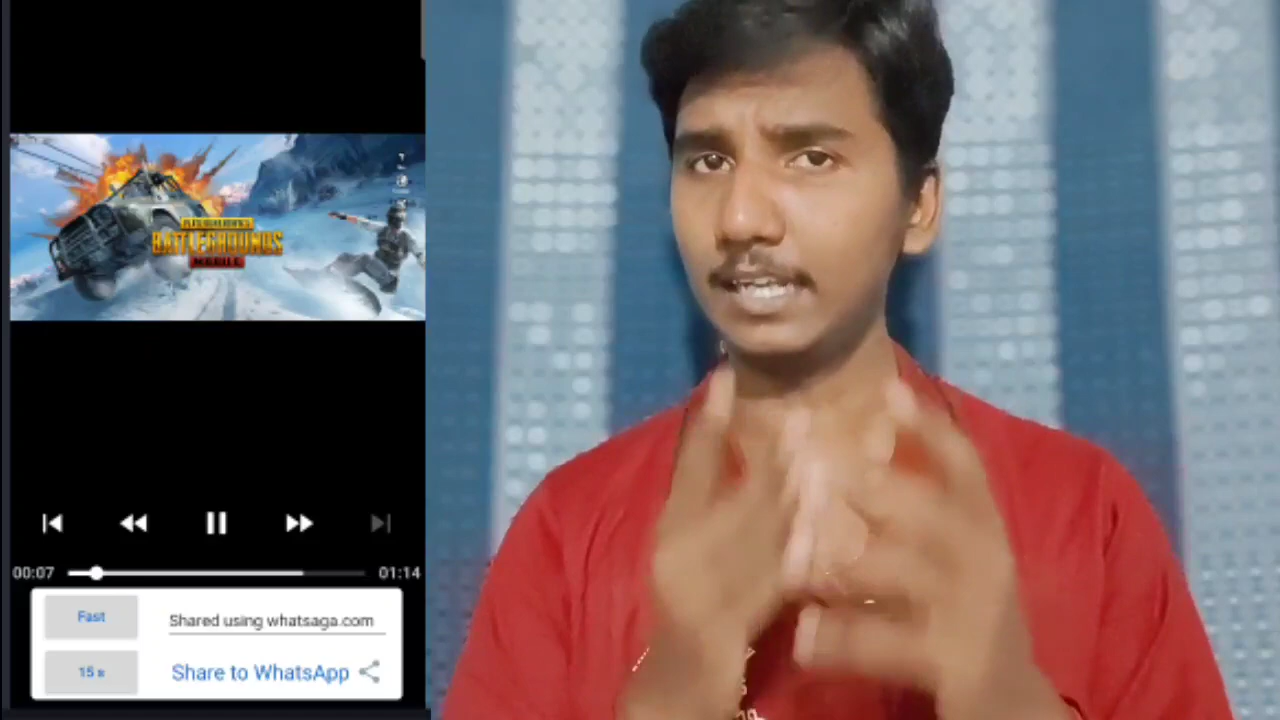 BATTLEGROUNDS
MOBILE
00:07
01:14
Fast
Shared using whatsaga.com
15 s
Share to WhatsApp